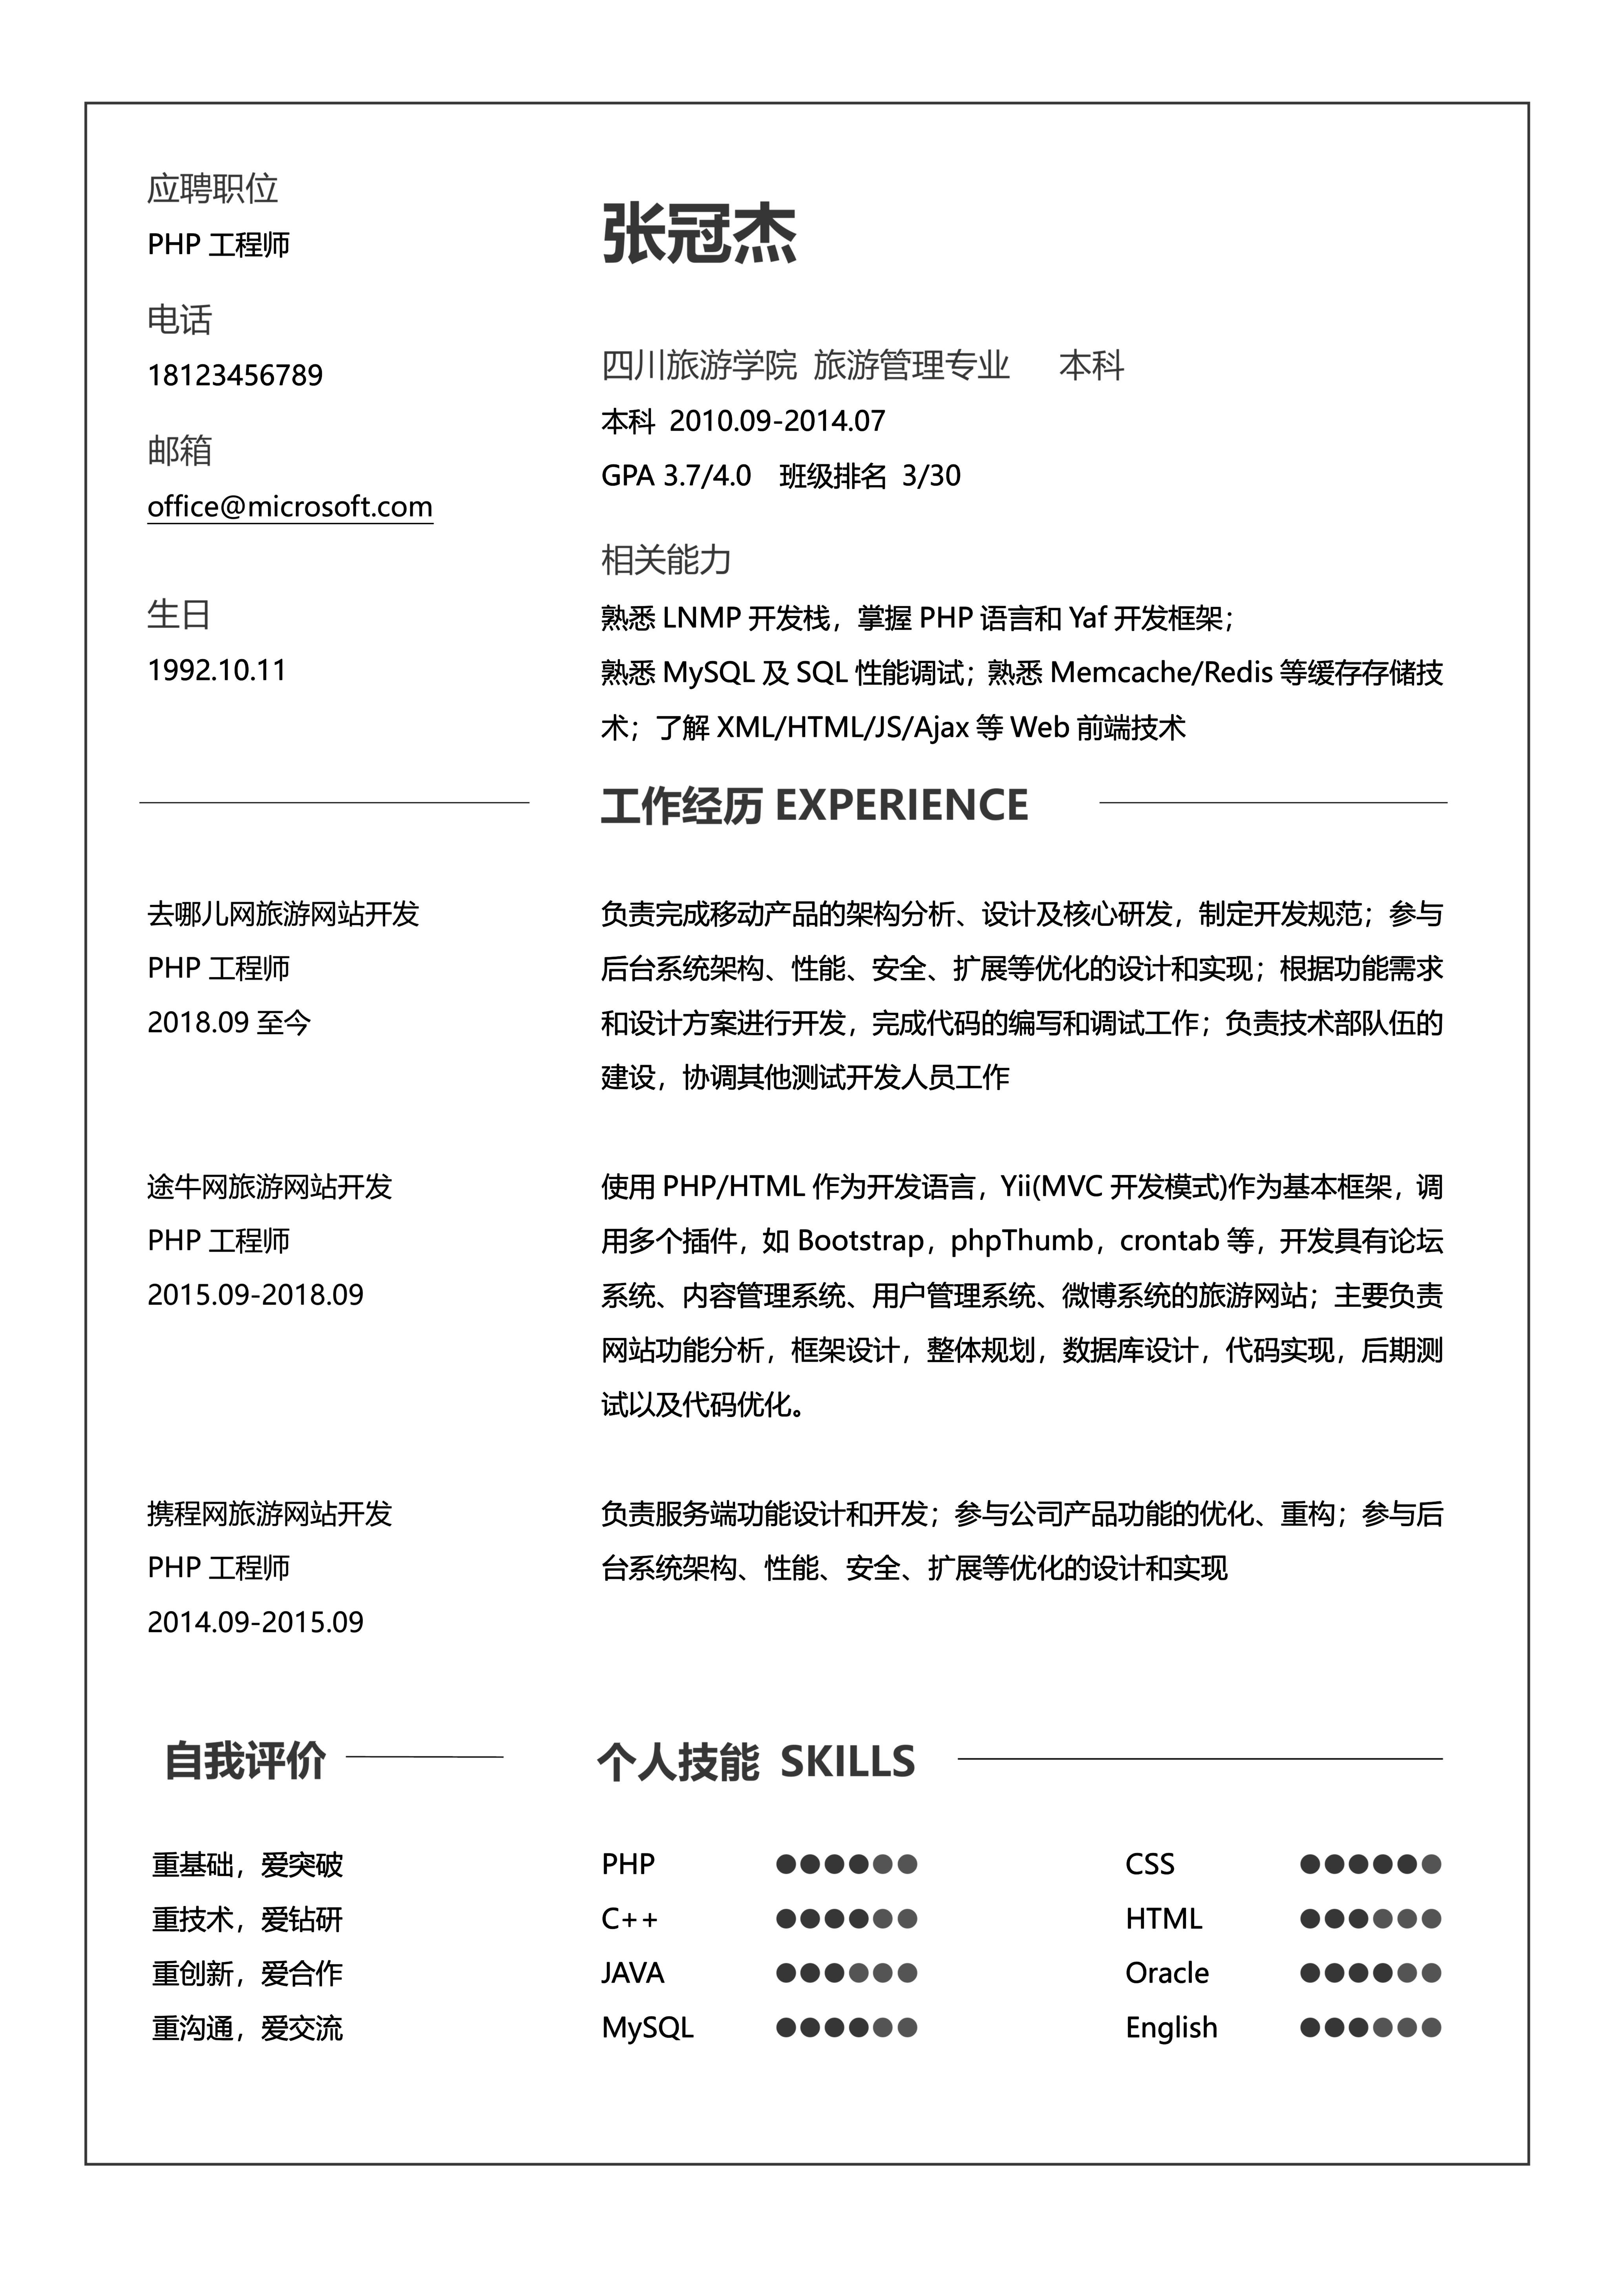 应聘职位
PHP 工程师
电话
18123456789
邮箱
office@microsoft.com
生日
1992.10.11
张冠杰
四川旅游学院 旅游管理专业 本科
本科 2010.09-2014.07
GPA 3.7/4.0 班级排名 3/30
相关能力
熟悉 LNMP 开发栈，掌握 PHP 语言和 Yaf 开发框架；
熟悉 MySQL 及 SQL 性能调试；熟悉 Memcache/Redis 等缓存存储技
术；了解 XML/HTML/JS/Ajax 等 Web 前端技术
工作经历 EXPERIENCE
去哪儿网旅游网站开发
PHP 工程师
2018.09 至今
负责完成移动产品的架构分析、设计及核心研发，制定开发规范；参与
后台系统架构、性能、安全、扩展等优化的设计和实现；根据功能需求
和设计方案进行开发，完成代码的编写和调试工作；负责技术部队伍的
建设，协调其他测试开发人员工作
途牛网旅游网站开发
PHP 工程师
2015.09-2018.09
使用 PHP/HTML 作为开发语言，Yii(MVC 开发模式)作为基本框架，调
用多个插件，如 Bootstrap，phpThumb，crontab 等，开发具有论坛
系统、内容管理系统、用户管理系统、微博系统的旅游网站；主要负责
网站功能分析，框架设计，整体规划，数据库设计，代码实现，后期测
试以及代码优化。
携程网旅游网站开发
PHP 工程师
2014.09-2015.09
负责服务端功能设计和开发；参与公司产品功能的优化、重构；参与后
台系统架构、性能、安全、扩展等优化的设计和实现
自我评价
重基础，爱突破
重技术，爱钻研
重创新，爱合作
重沟通，爱交流
个人技能 SKILLS
PHP
C++
JAVA
MySQL
CSS
HTML
Oracle
English